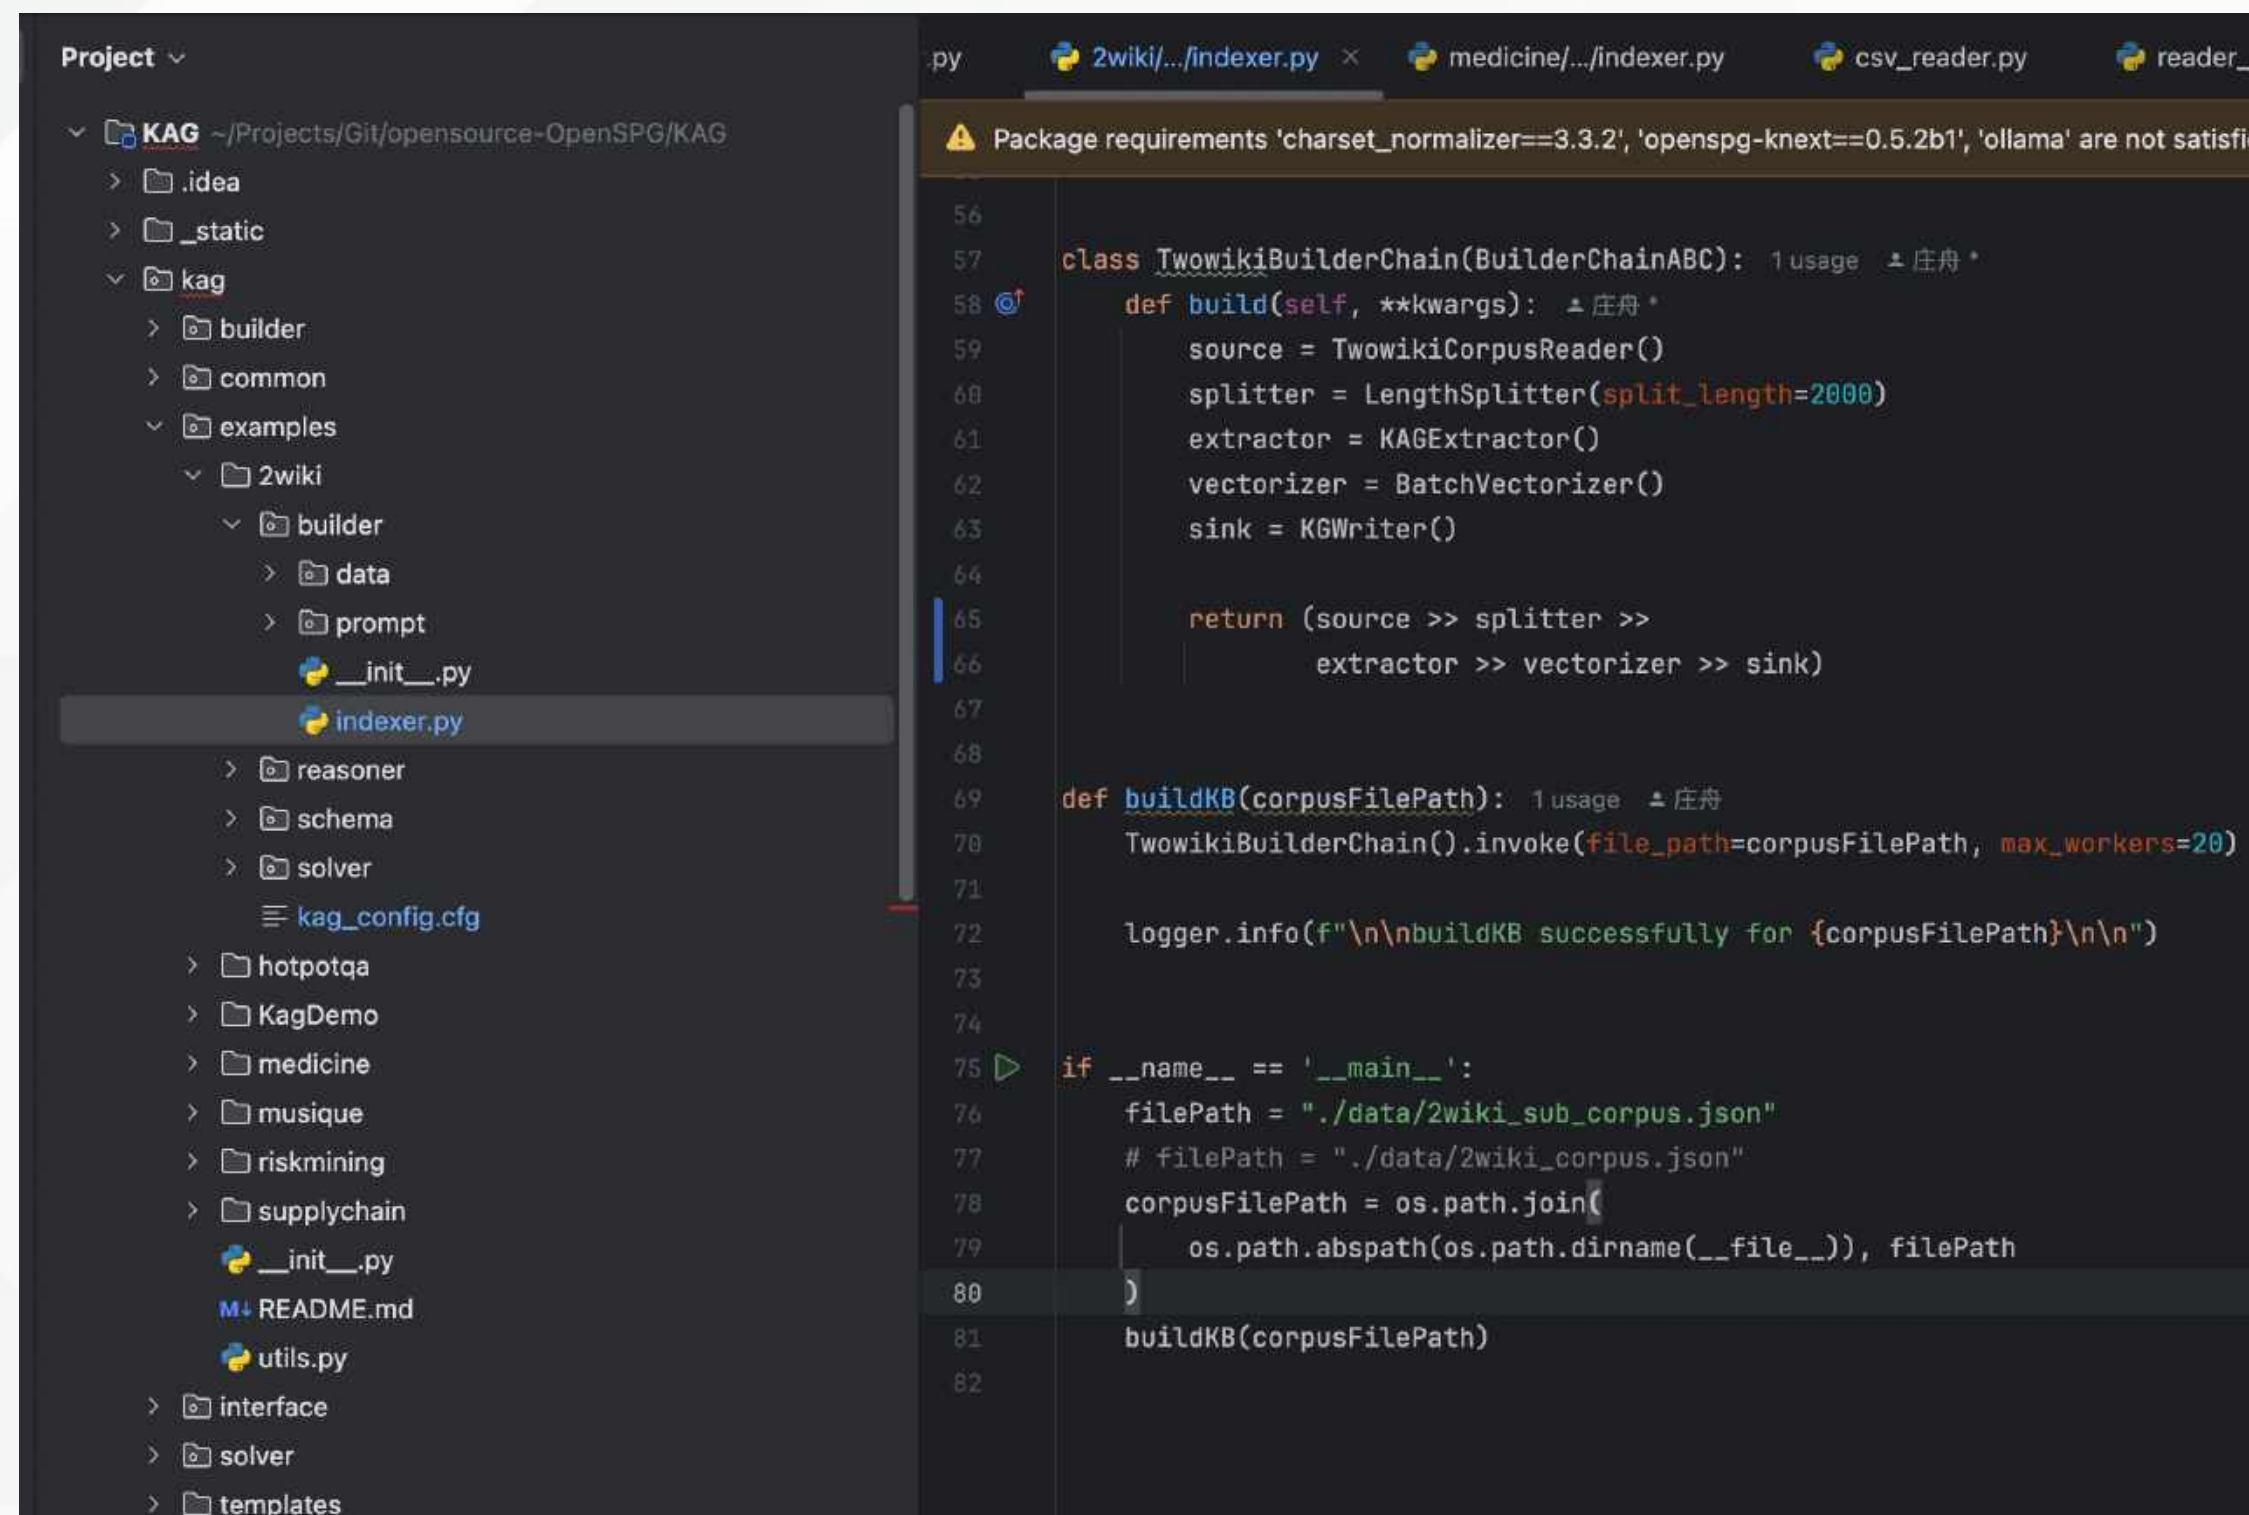 Project
KAG ~/Projects/Git/opensource-OpenSPG/KAG
.idea
_static
kag
builder
common
examples
2wiki
builder
data
prompt
__init__.py
indexer.py
reasoner
schema
solver
kag_config.cfg
hotpotqa
KagDemo
medicine
musique
riskmining
supplychain
__init__.py
README.md
utils.py
interface
solver
templates
.py 2wiki/.../indexer.py medicine/.../indexer.py csv_reader.py reader_
Package requirements 'charset_normalizer==3.3.2', 'openspg-knext==0.5.2b1', 'ollama' are not satisfi
56
57 class TwowikiBuilderChain(BuilderChainABC): 1 usage 庄舟 *
58 def build(self, **kwargs): 庄舟 *
59 source = TwowikiCorpusReader()
60 splitter = LengthSplitter(split_length=2000)
61 extractor = KAGExtractor()
62 vectorizer = BatchVectorizer()
63 sink = KGWriter()
64
65 return (source >> splitter >>
66 extractor >> vectorizer >> sink)
67
68
69 def buildKB(corpusFilePath): 1 usage 庄舟
70 TwowikiBuilderChain().invoke(file_path=corpusFilePath, max_workers=20)
71
72 logger.info(f"\n\nbuildKB successfully for {corpusFilePath}\n\n")
73
74
75 if __name__ == '__main__':
76 filePath = "./data/2wiki_sub_corpus.json"
77 # filePath = "./data/2wiki_corpus.json"
78 corpusFilePath = os.path.join(
79 os.path.abspath(os.path.dirname(__file__)), filePath
80 )
81 buildKB(corpusFilePath)
82